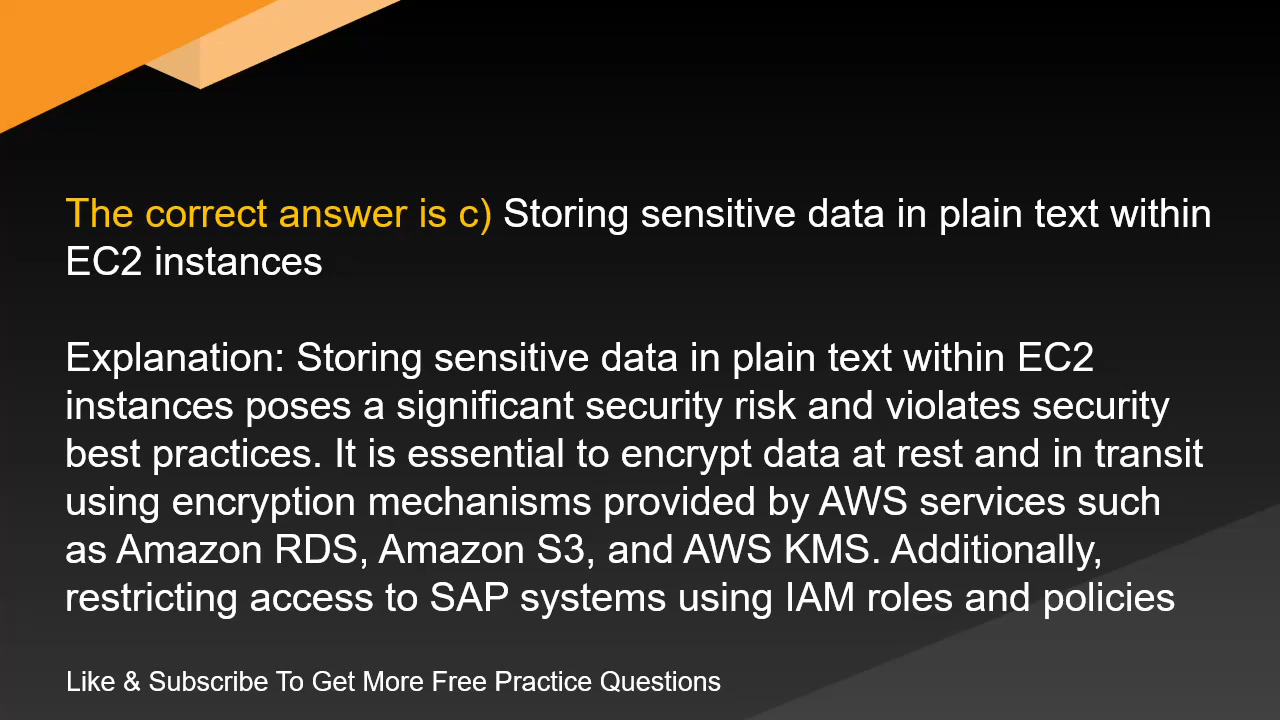 The correct answer is c) Storing sensitive data in plain text within
EC2 instances
Explanation: Storing sensitive data in plain text within EC2
instances poses a significant security risk and violates security
best practices. It is essential to encrypt data at rest and in transit
using encryption mechanisms provided by AWS services such
as Amazon RDS, Amazon S3, and AWS KMS. Additionally,
restricting access to SAP systems using IAM roles and policies
Like & Subscribe To Get More Free Practice Questions